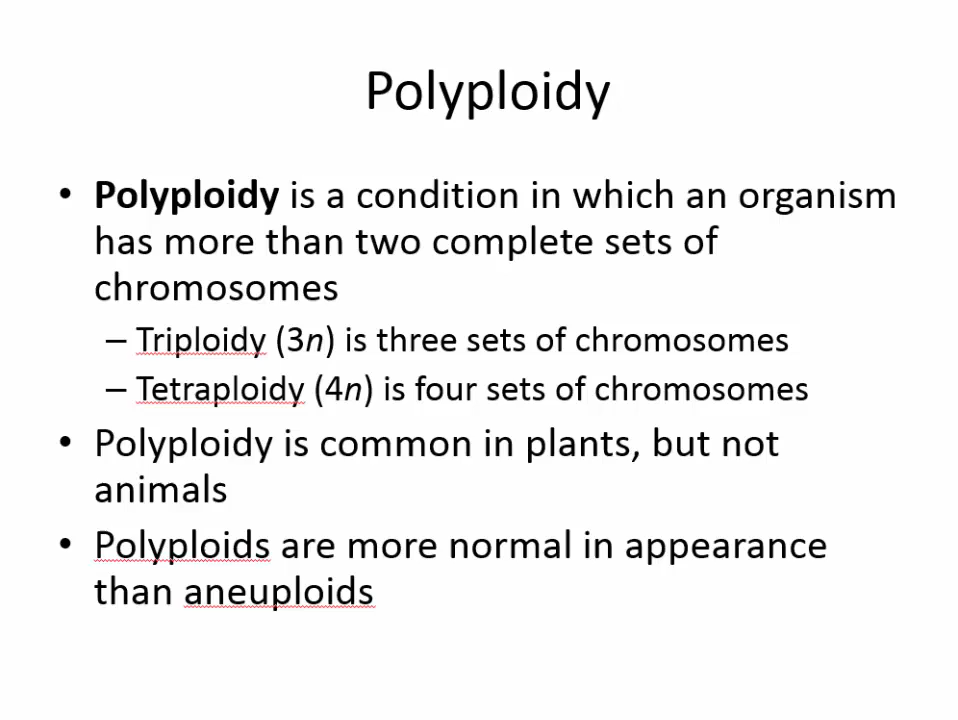 Polyploidy
• Polyploidy is a condition in which an organism
has more than two complete sets of
chromosomes
– Triploidy (3n) is three sets of chromosomes
– Tetraploidy (4n) is four sets of chromosomes
• Polyploidy is common in plants, but not
animals
• Polyploids are more normal in appearance
than aneuploids